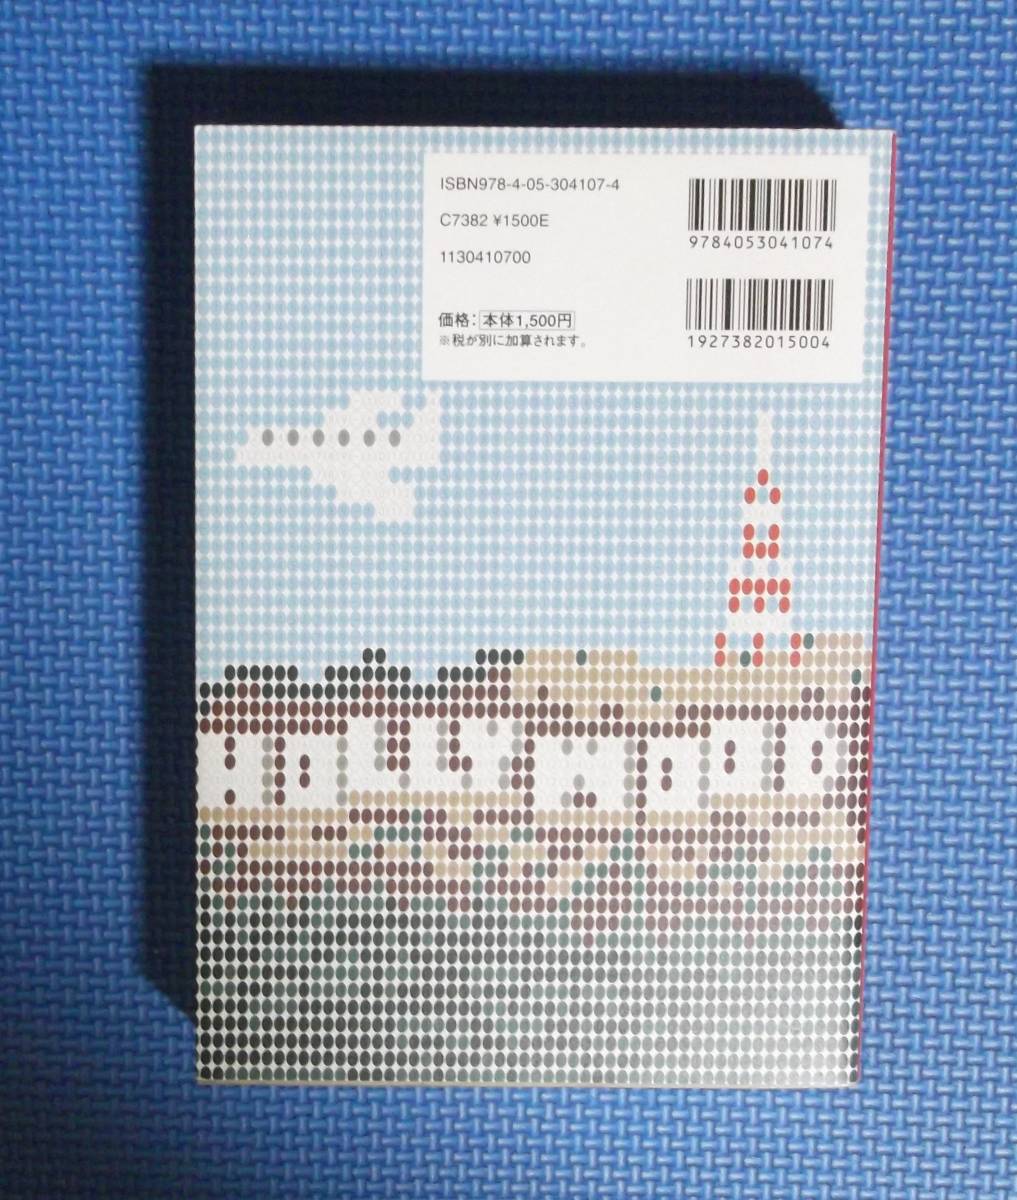 ISBN978-4-05-304107-4
C7382 ¥1500E
1130410700
価格：本体1,500円
※税が別に加算されます。
9784053041074
1927382015004
HOLLYWOOD